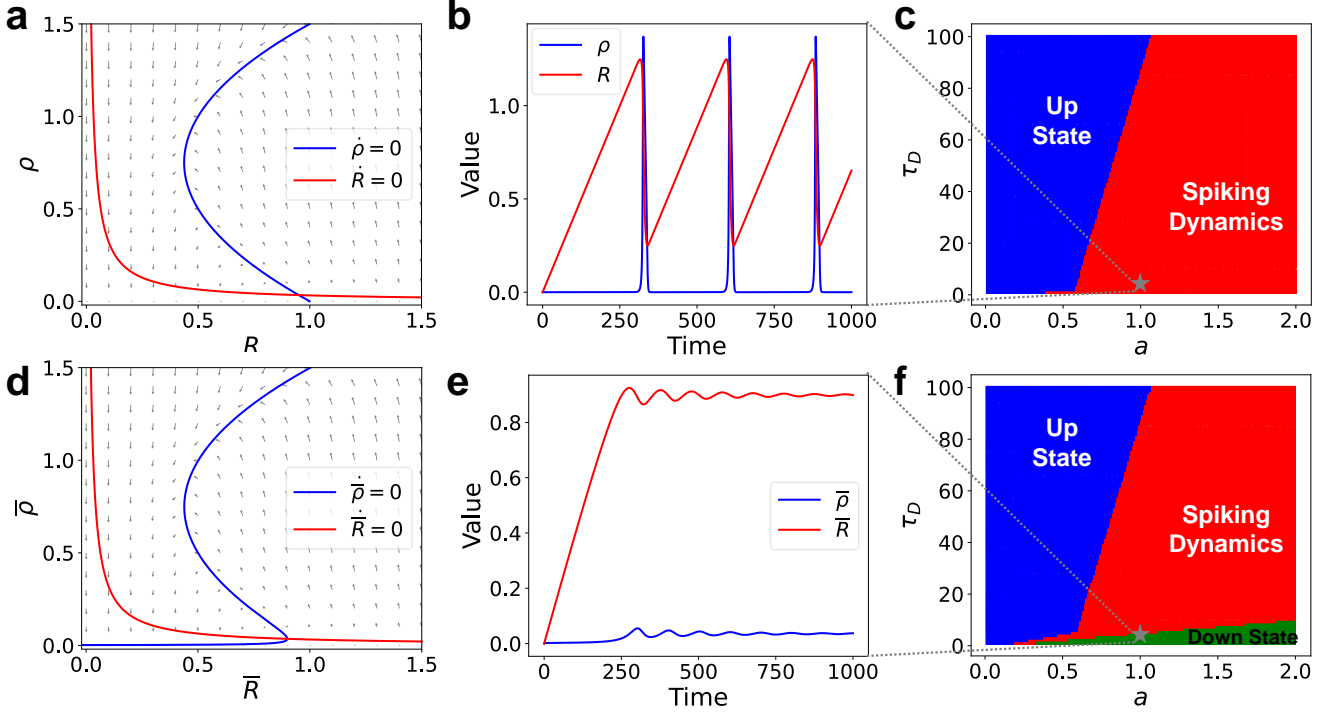 a
1.5
1.0
0.5
0.0
ρ
ρ̇ = 0
Ṙ = 0
0.0 0.5 1.0 1.5
R
b
1.0
0.5
0.0
Value
ρ
R
0 250 500 750 1000
Time
c
100
80
60
40
20
0
τ_D
Up
State
Spiking
Dynamics
0.0 0.5 1.0 1.5 2.0
a
d
1.5
1.0
0.5
0.0
ρ̅
ρ̅̇ = 0
R̅̇ = 0
0.0 0.5 1.0 1.5
R̅
e
0.8
0.6
0.4
0.2
0.0
Value
ρ̅
R̅
0 250 500 750 1000
Time
f
100
80
60
40
20
0
τ_D
Up
State
Spiking
Dynamics
Down State
0.0 0.5 1.0 1.5 2.0
a